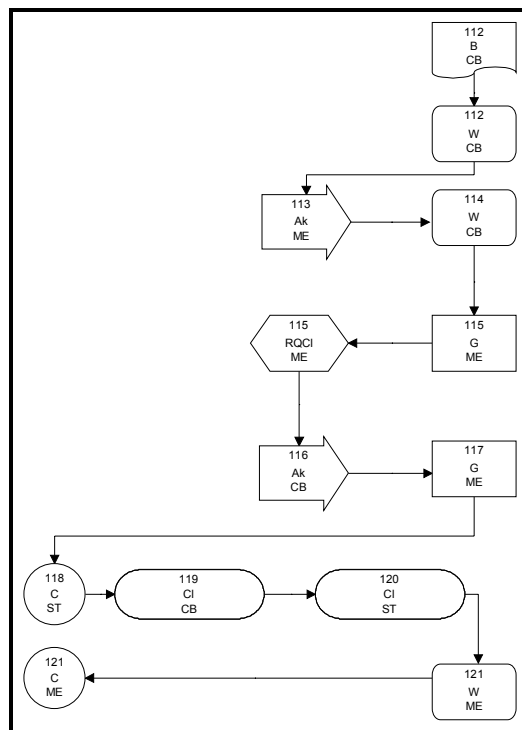 112
B
CB
112
W
CB
113
Ak
ME
114
W
CB
115
RQCI
ME
115
G
ME
116
Ak
CB
117
G
ME
118
C
ST
119
CI
CB
120
CI
ST
121
C
ME
121
W
ME